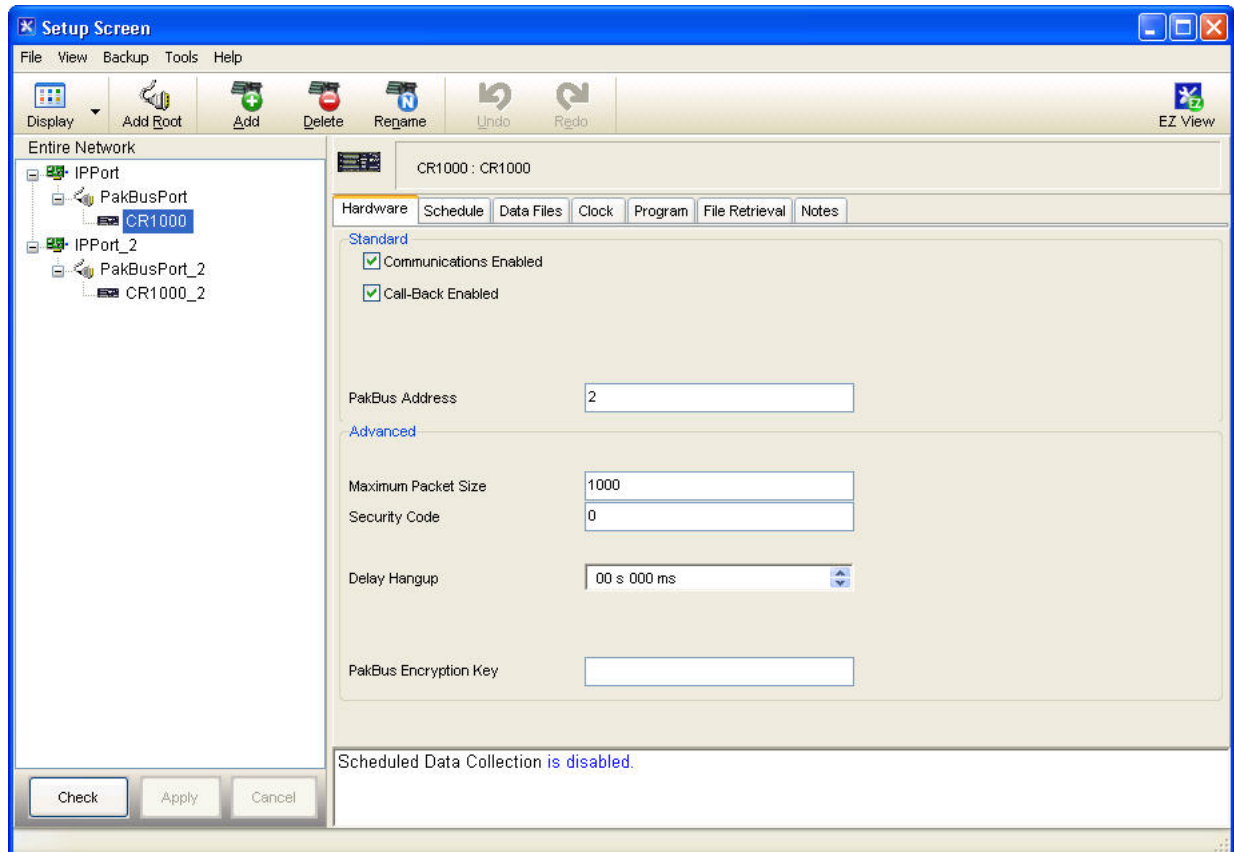 Setup Screen
File View Backup Tools Help
Display Add Root Add Delete Rename Undo Redo EZ View
Entire Network
IPPort
PakBusPort
CR1000
IPPort_2
PakBusPort_2
CR1000_2
CR1000 : CR1000
Hardware Schedule Data Files Clock Program File Retrieval Notes
Standard
Communications Enabled
Call-Back Enabled
PakBus Address 2
Advanced
Maximum Packet Size 1000
Security Code 0
Delay Hangup 00 s 000 ms
PakBus Encryption Key
Scheduled Data Collection is disabled.
Check Apply Cancel